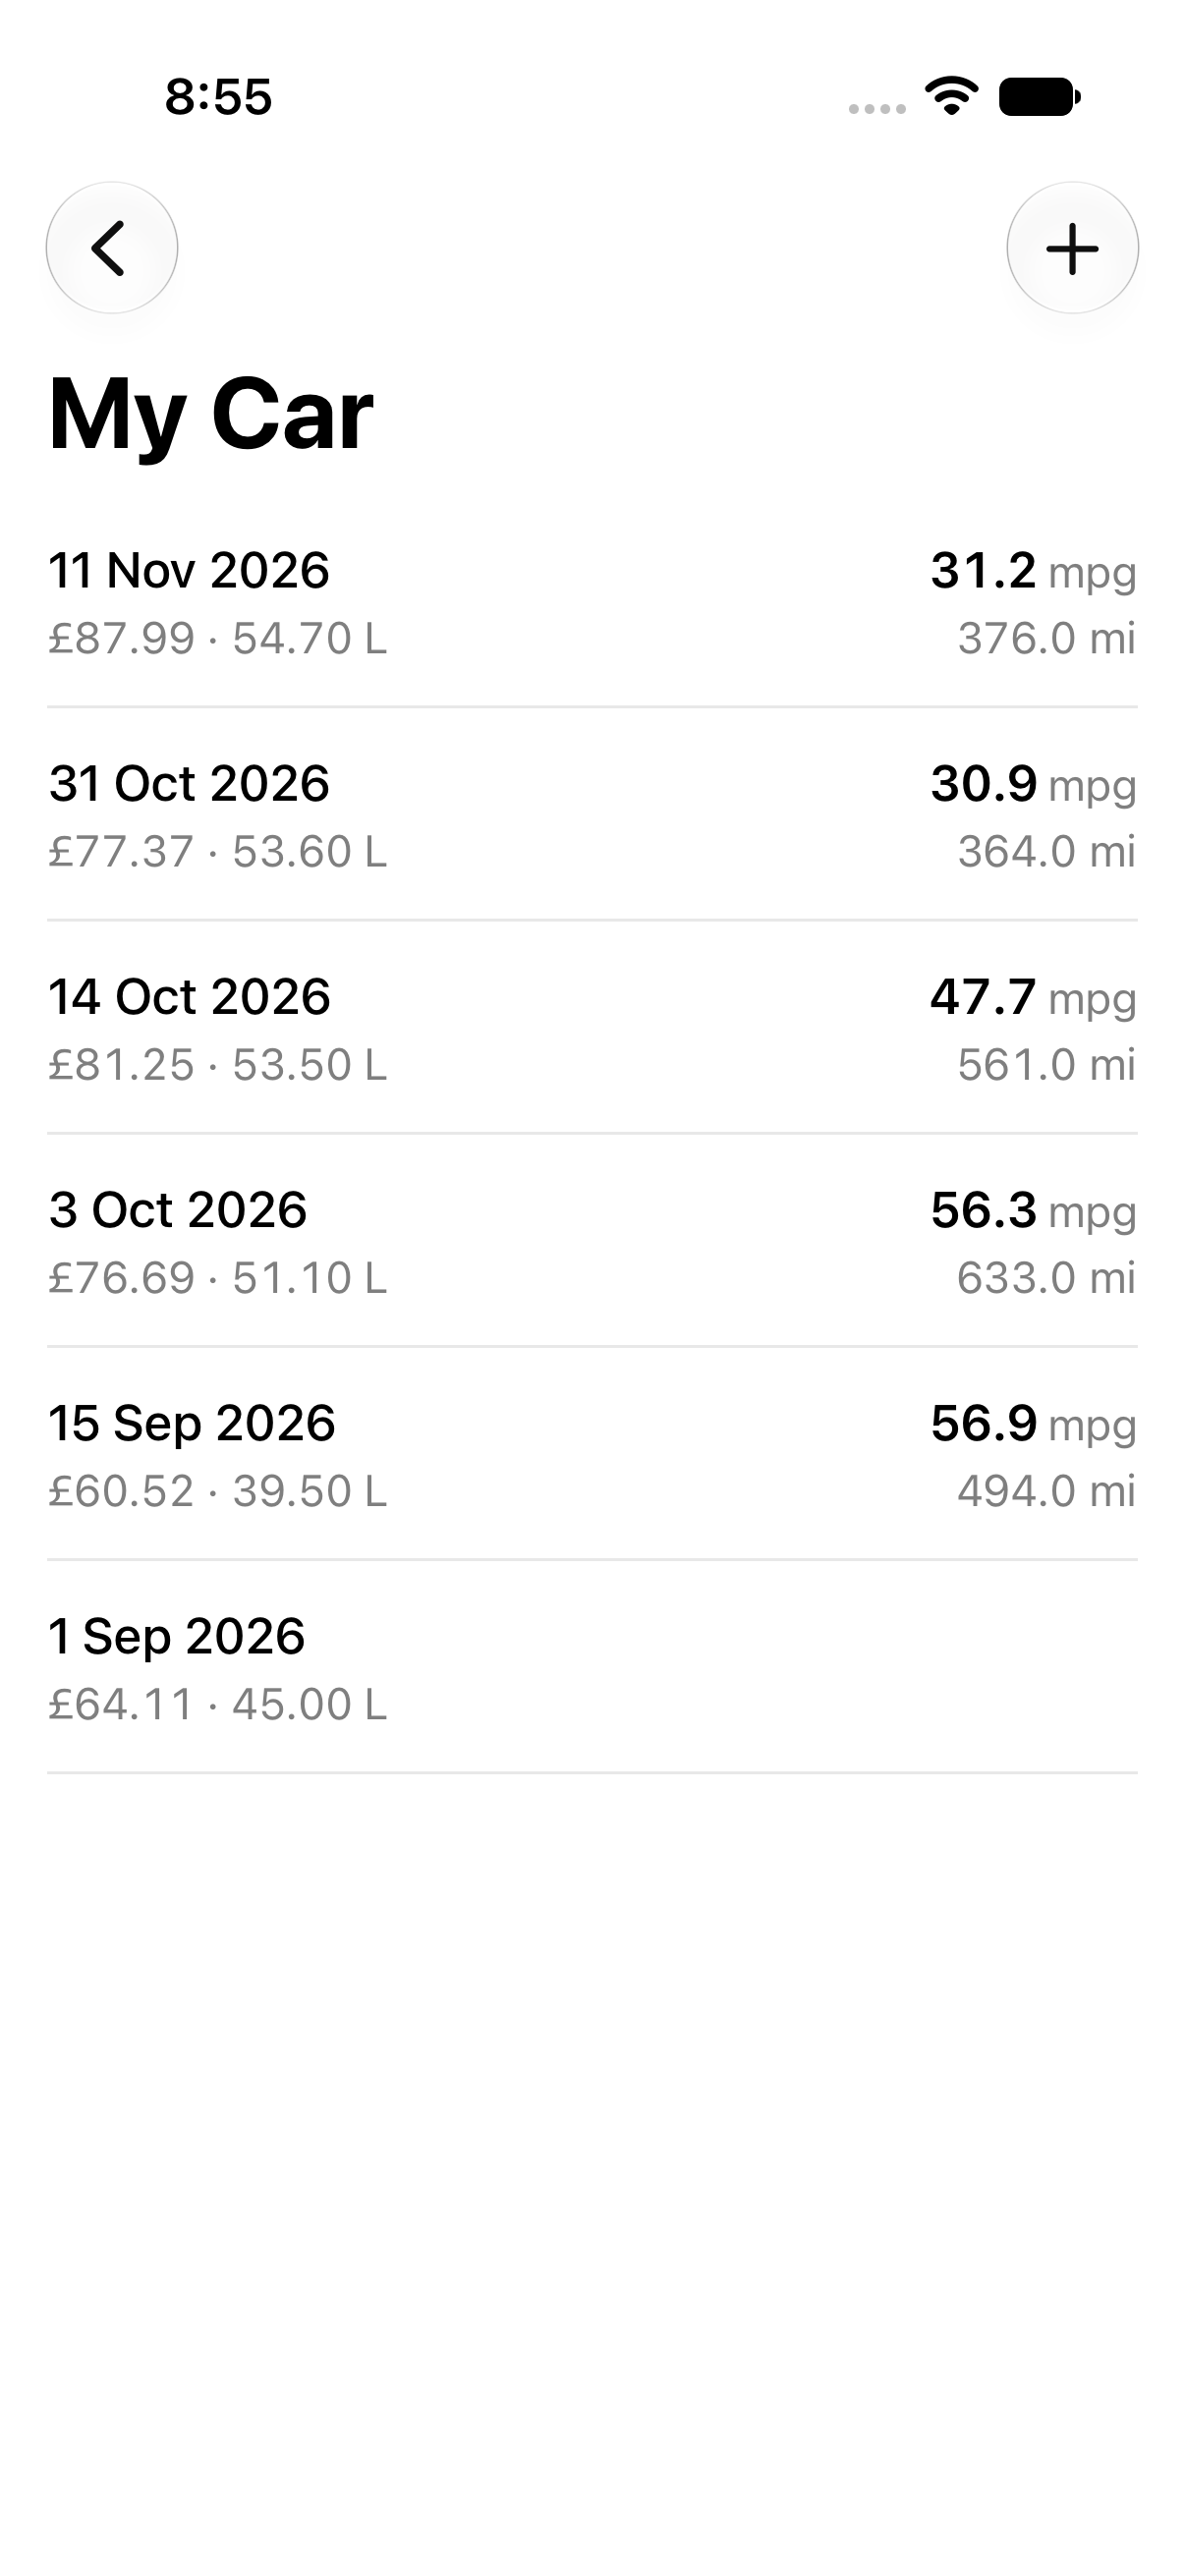 8:55
My Car
11 Nov 2026 31.2 mpg
£87.99 · 54.70 L 376.0 mi
31 Oct 2026 30.9 mpg
£77.37 · 53.60 L 364.0 mi
14 Oct 2026 47.7 mpg
£81.25 · 53.50 L 561.0 mi
3 Oct 2026 56.3 mpg
£76.69 · 51.10 L 633.0 mi
15 Sep 2026 56.9 mpg
£60.52 · 39.50 L 494.0 mi
1 Sep 2026
£64.11 · 45.00 L